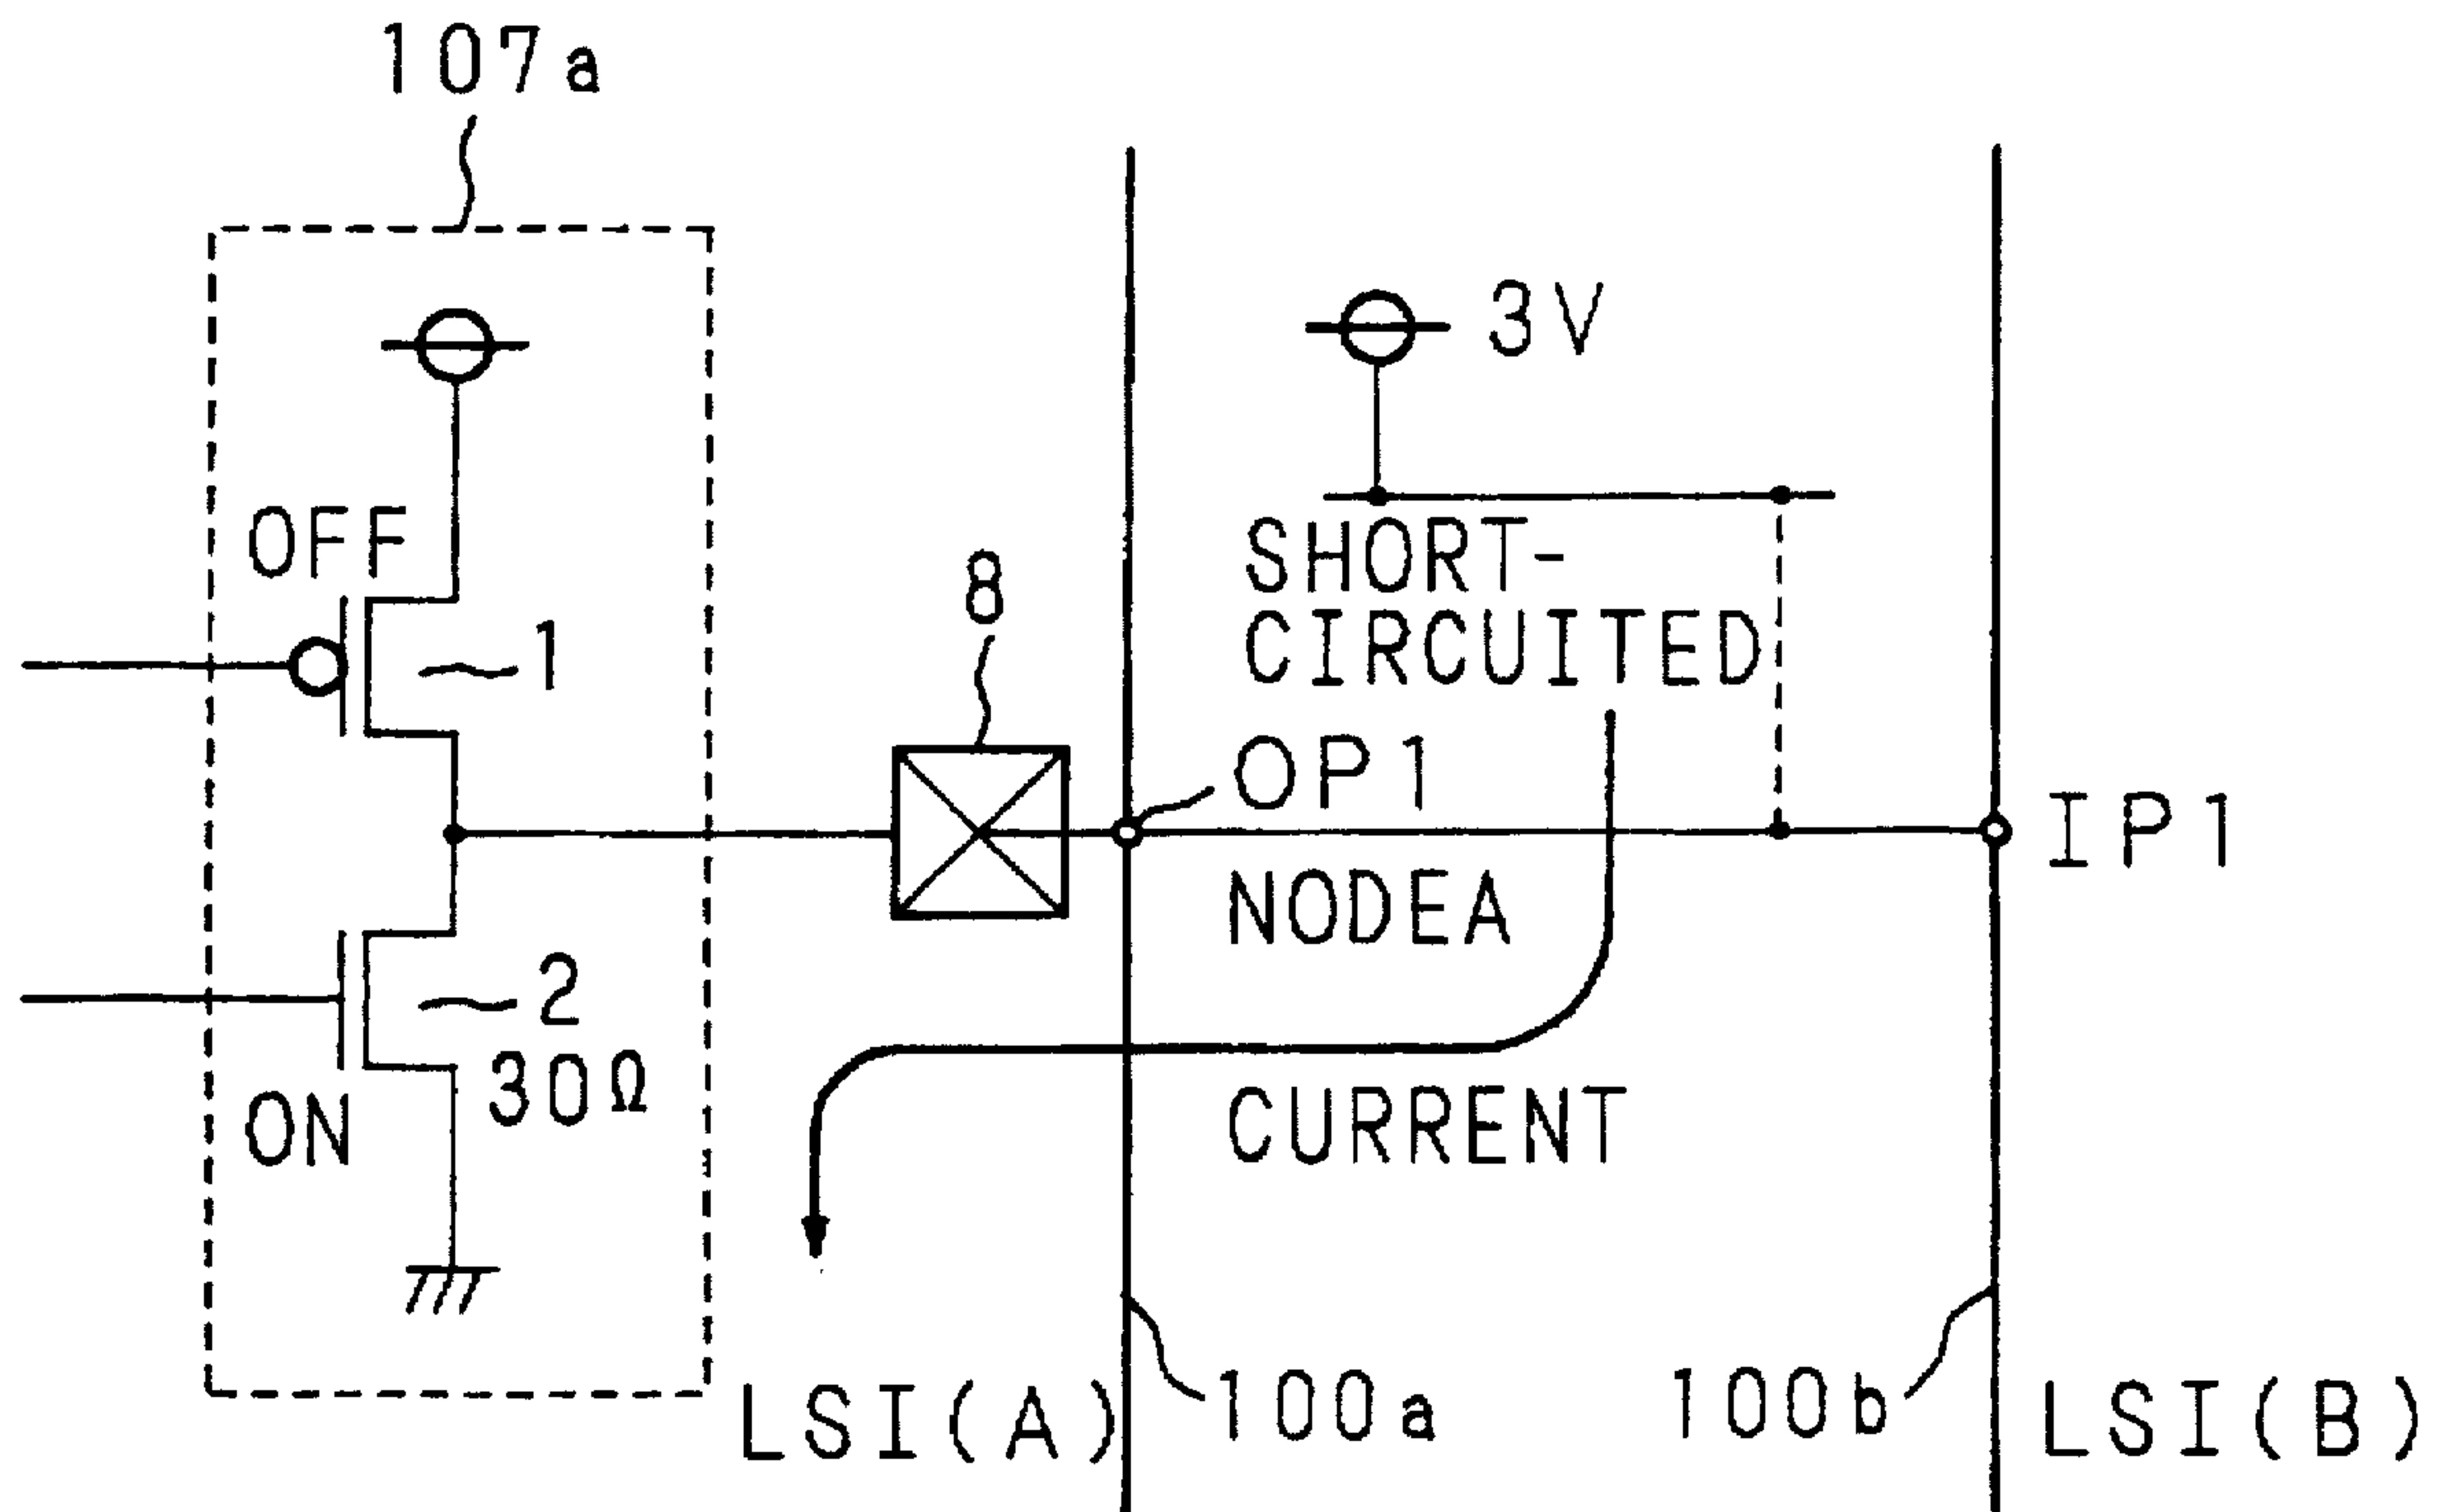 107a
3V
OFF
SHORT-
CIRCUITED
8
1
OP1
IP1
NODEA
2
30Ω
ON
CURRENT
LSI(A)
100a
100b
LSI(B)